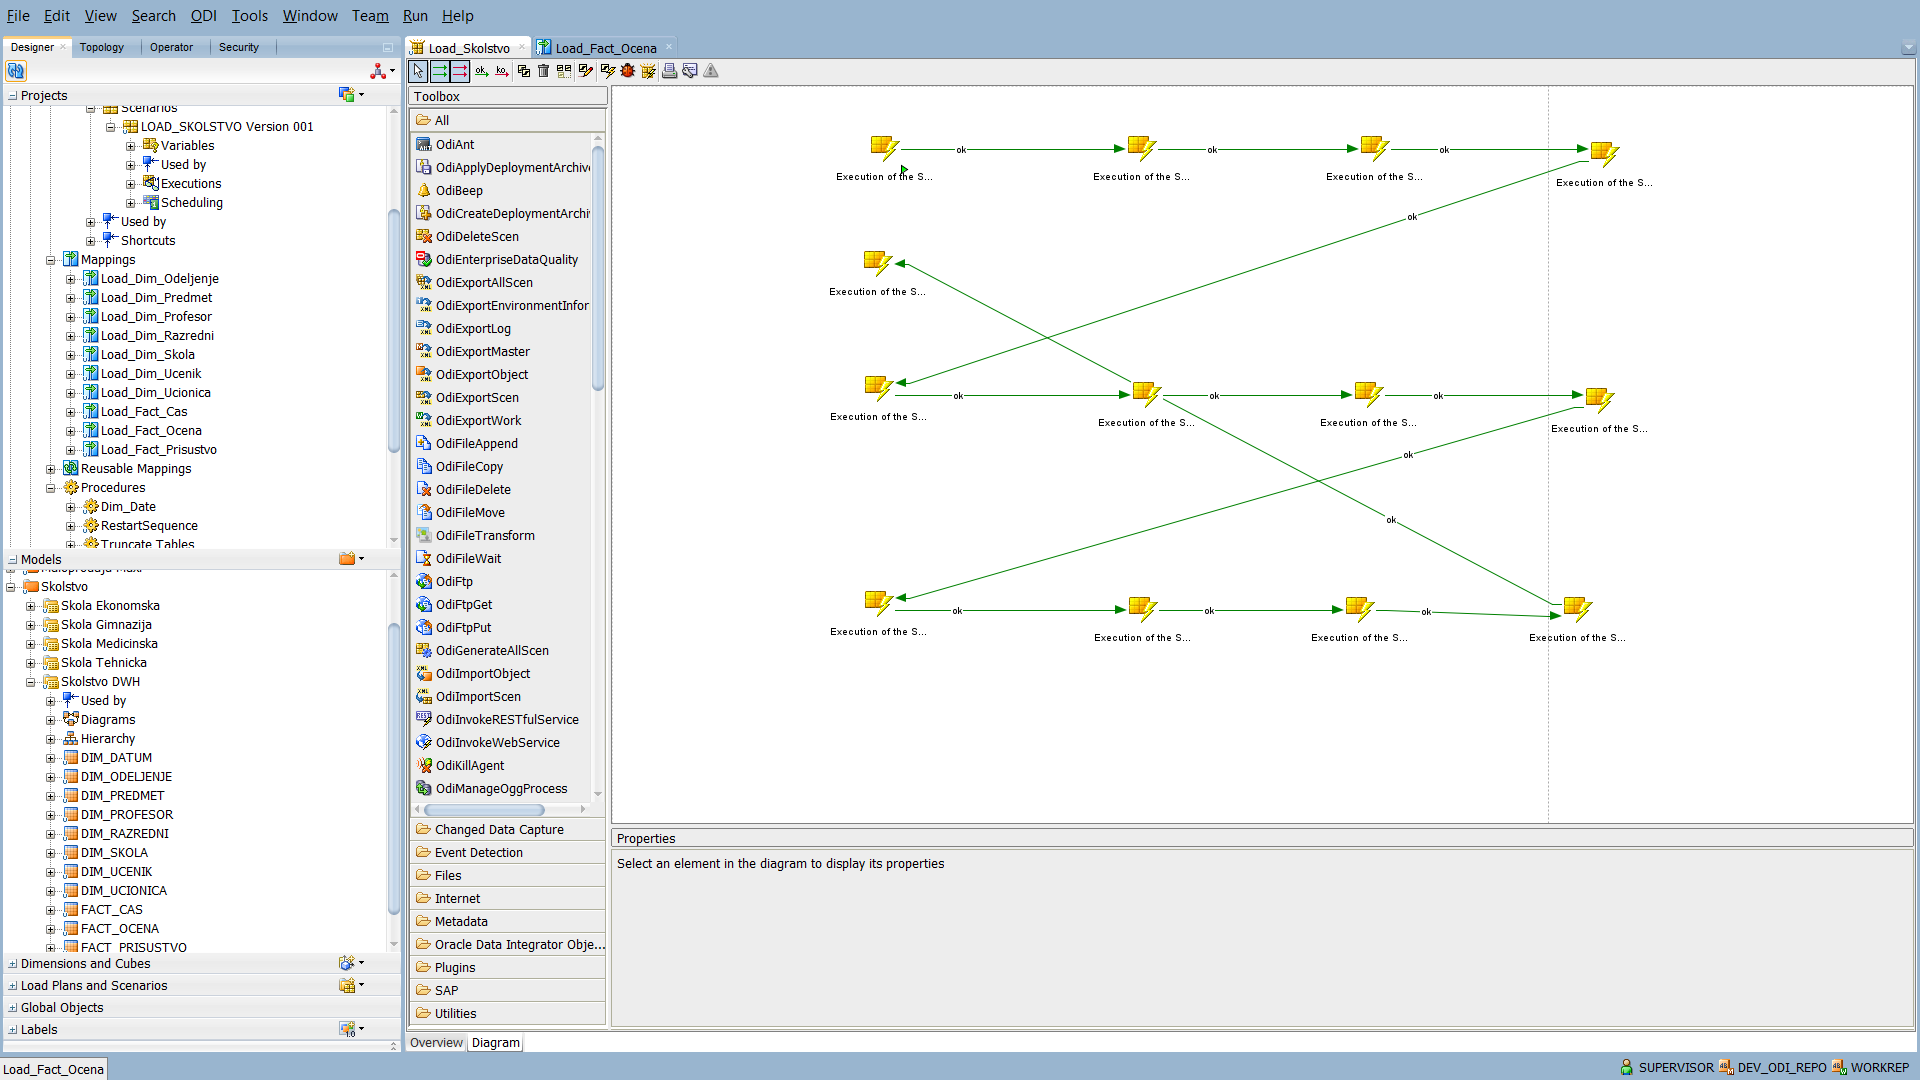 File Edit View Search ODI Tools Window Team Run Help
Designer Topology Operator Security
Projects
Scenarios
LOAD_SKOLSTVO Version 001
Variables
Used by
Executions
Scheduling
Used by
Shortcuts
Mappings
Load_Dim_Odeljenje
Load_Dim_Predmet
Load_Dim_Profesor
Load_Dim_Razredni
Load_Dim_Skola
Load_Dim_Ucenik
Load_Dim_Ucionica
Load_Fact_Cas
Load_Fact_Ocena
Load_Fact_Prisustvo
Reusable Mappings
Procedures
Dim_Date
RestartSequence
Truncate Tables
Models
Maloprodaja Maxi
Skolstvo
Skola Ekonomska
Skola Gimnazija
Skola Medicinska
Skola Tehnicka
Skolstvo DWH
Used by
Diagrams
Hierarchy
DIM_DATUM
DIM_ODELJENJE
DIM_PREDMET
DIM_PROFESOR
DIM_RAZREDNI
DIM_SKOLA
DIM_UCENIK
DIM_UCIONICA
FACT_CAS
FACT_OCENA
FACT_PRISUSTVO
Dimensions and Cubes
Load Plans and Scenarios
Global Objects
Labels
Load_Skolstvo Load_Fact_Ocena
ok ko
Toolbox
All
OdiAnt
OdiApplyDeploymentArchive
OdiBeep
OdiCreateDeploymentArchi
OdiDeleteScen
OdiEnterpriseDataQuality
OdiExportAllScen
OdiExportEnvironmentInfor
OdiExportLog
OdiExportMaster
OdiExportObject
OdiExportScen
OdiExportWork
OdiFileAppend
OdiFileCopy
OdiFileDelete
OdiFileMove
OdiFileTransform
OdiFileWait
OdiFtp
OdiFtpGet
OdiFtpPut
OdiGenerateAllScen
OdiImportObject
OdiImportScen
OdiInvokeRESTfulService
OdiInvokeWebService
OdiKillAgent
OdiManageOggProcess
Changed Data Capture
Event Detection
Files
Internet
Metadata
Oracle Data Integrator Obje...
Plugins
SAP
Utilities
ok ok ok
Execution of the S... Execution of the S... Execution of the S... Execution of the S...
ok
Execution of the S...
ok ok ok
Execution of the S... Execution of the S... Execution of the S... Execution of the S...
ok
ok
ok ok ok
Execution of the S... Execution of the S... Execution of the S... Execution of the S...
Properties
Select an element in the diagram to display its properties
Overview Diagram
Load_Fact_Ocena
SUPERVISOR DEV_ODI_REPO WORKREP